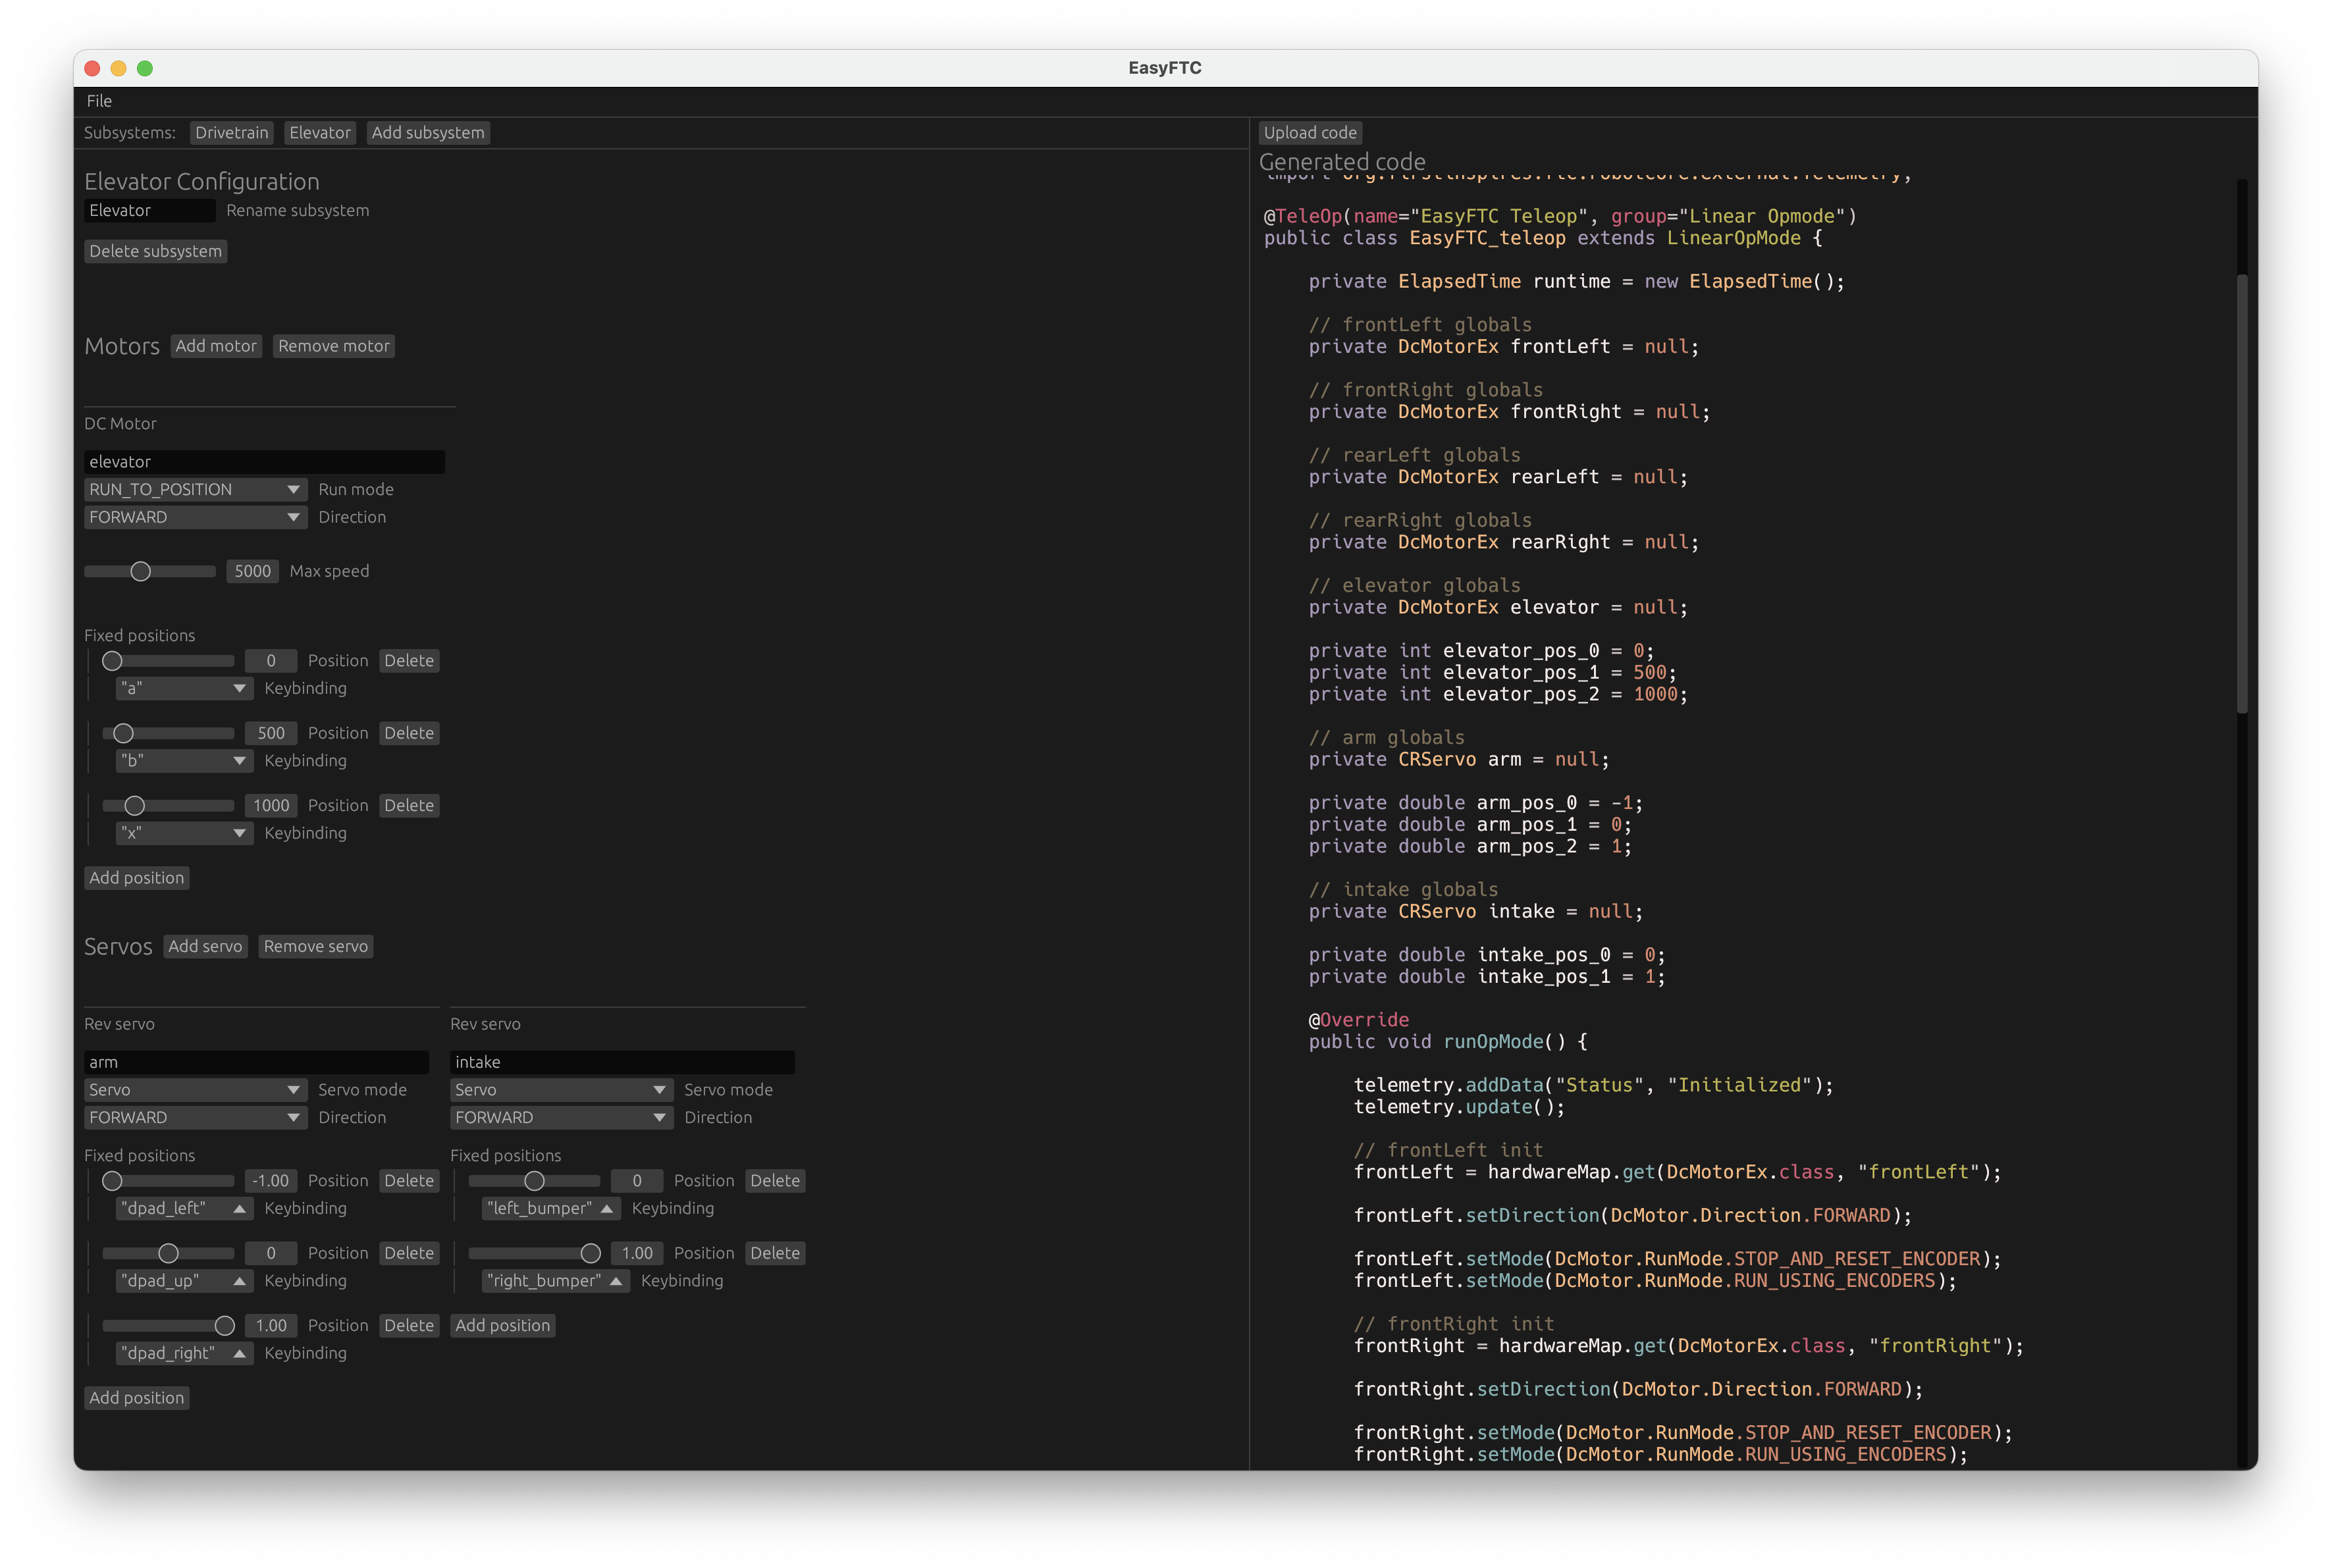 EasyFTC
File
Subsystems: Drivetrain Elevator Add subsystem
Elevator Configuration
Elevator Rename subsystem
Delete subsystem
Motors Add motor Remove motor
DC Motor
elevator
RUN_TO_POSITION Run mode
FORWARD Direction
5000 Max speed
Fixed positions
0 Position Delete
"a" Keybinding
500 Position Delete
"b" Keybinding
1000 Position Delete
"x" Keybinding
Add position
Servos Add servo Remove servo
Rev servo
arm
Servo Servo mode
FORWARD Direction
Fixed positions
-1.00 Position Delete
"dpad_left" Keybinding
0 Position Delete
"dpad_up" Keybinding
1.00 Position Delete
"dpad_right" Keybinding
Add position
Rev servo
intake
Servo Servo mode
FORWARD Direction
Fixed positions
0 Position Delete
"left_bumper" Keybinding
1.00 Position Delete
"right_bumper" Keybinding
Add position
Upload code
Generated code
import org.firstinspires.ftc.robotcore.external.Telemetry;
@TeleOp(name="EasyFTC Teleop", group="Linear Opmode")
public class EasyFTC_teleop extends LinearOpMode {
private ElapsedTime runtime = new ElapsedTime();
// frontLeft globals
private DcMotorEx frontLeft = null;
// frontRight globals
private DcMotorEx frontRight = null;
// rearLeft globals
private DcMotorEx rearLeft = null;
// rearRight globals
private DcMotorEx rearRight = null;
// elevator globals
private DcMotorEx elevator = null;
private int elevator_pos_0 = 0;
private int elevator_pos_1 = 500;
private int elevator_pos_2 = 1000;
// arm globals
private CRServo arm = null;
private double arm_pos_0 = -1;
private double arm_pos_1 = 0;
private double arm_pos_2 = 1;
// intake globals
private CRServo intake = null;
private double intake_pos_0 = 0;
private double intake_pos_1 = 1;
@Override
public void runOpMode() {
telemetry.addData("Status", "Initialized");
telemetry.update();
// frontLeft init
frontLeft = hardwareMap.get(DcMotorEx.class, "frontLeft");
frontLeft.setDirection(DcMotor.Direction.FORWARD);
frontLeft.setMode(DcMotor.RunMode.STOP_AND_RESET_ENCODER);
frontLeft.setMode(DcMotor.RunMode.RUN_USING_ENCODERS);
// frontRight init
frontRight = hardwareMap.get(DcMotorEx.class, "frontRight");
frontRight.setDirection(DcMotor.Direction.FORWARD);
frontRight.setMode(DcMotor.RunMode.STOP_AND_RESET_ENCODER);
frontRight.setMode(DcMotor.RunMode.RUN_USING_ENCODERS);